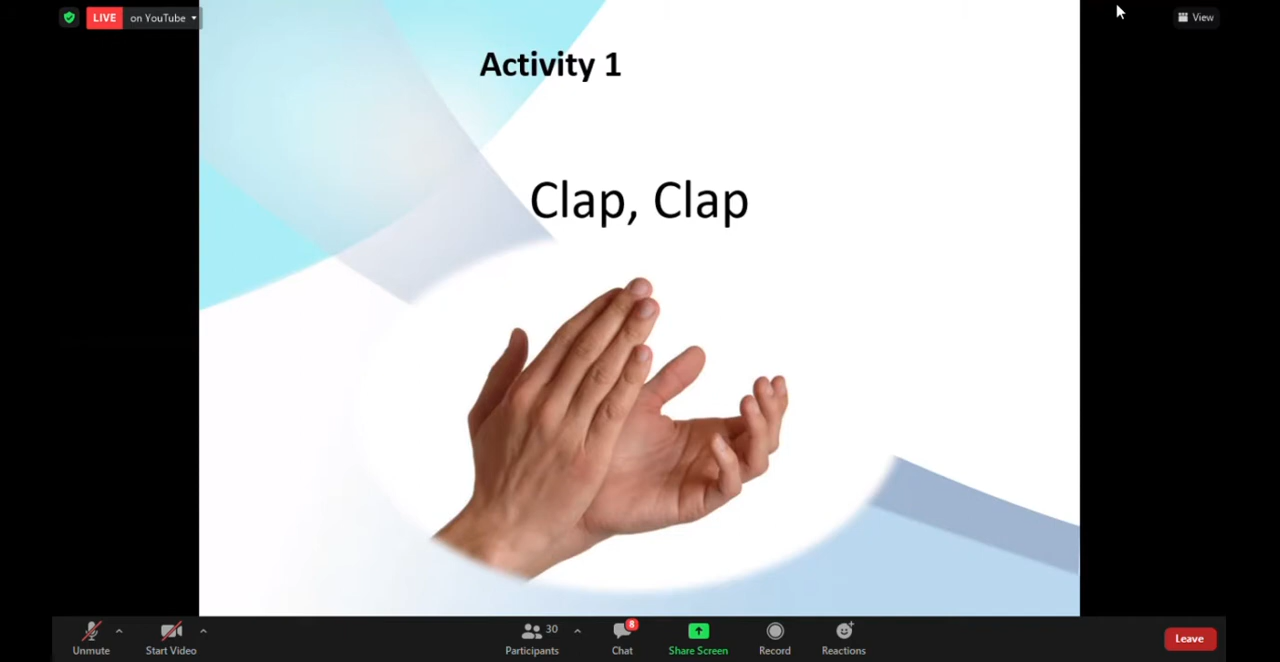 LIVE on YouTube
View
Activity 1
Clap, Clap
30
8
Unmute
Start Video
Participants
Chat
Share Screen
Record
Reactions
Leave